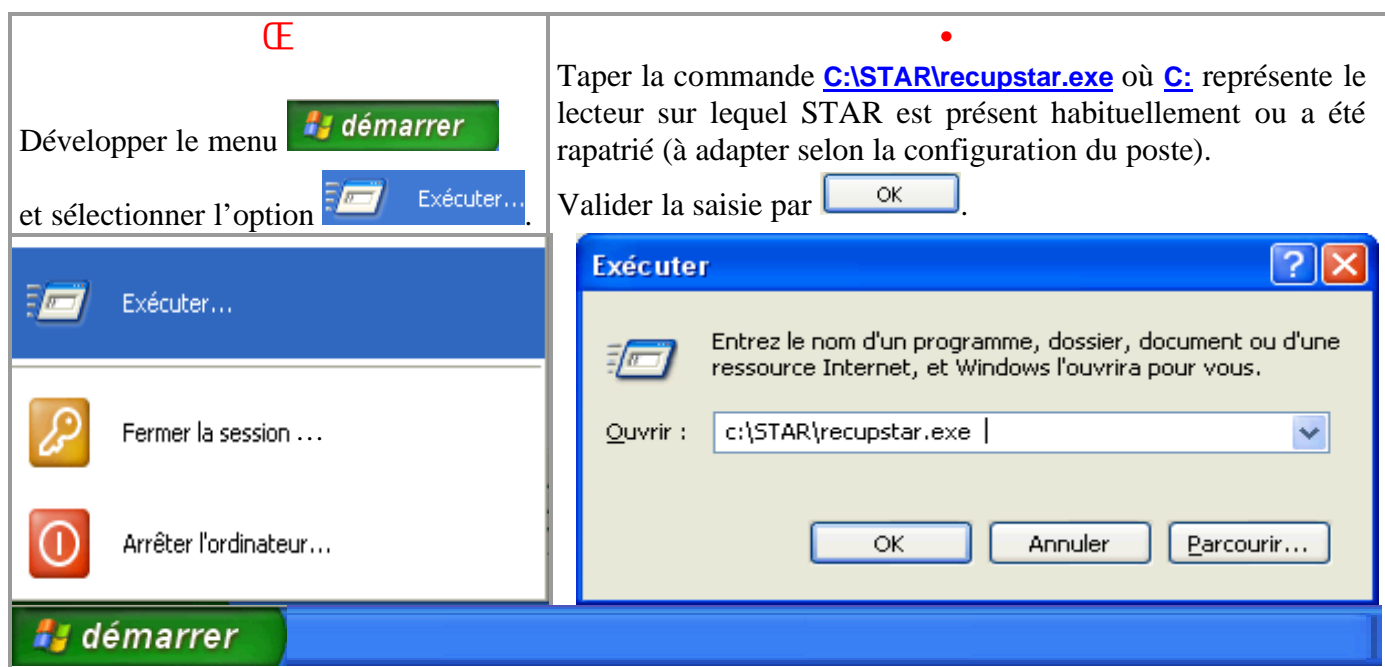 Œ
Développer le menu démarrer
et sélectionner l'option Exécuter... .
•
Taper la commande C:\STAR\recupstar.exe où C: représente le
lecteur sur lequel STAR est présent habituellement ou a été
rapatrié (à adapter selon la configuration du poste).
Valider la saisie par OK .
Exécuter...
Fermer la session ...
Arrêter l'ordinateur...
démarrer
Exécuter
Entrez le nom d'un programme, dossier, document ou d'une
ressource Internet, et Windows l'ouvrira pour vous.
Ouvrir : c:\STAR\recupstar.exe
OK Annuler Parcourir...